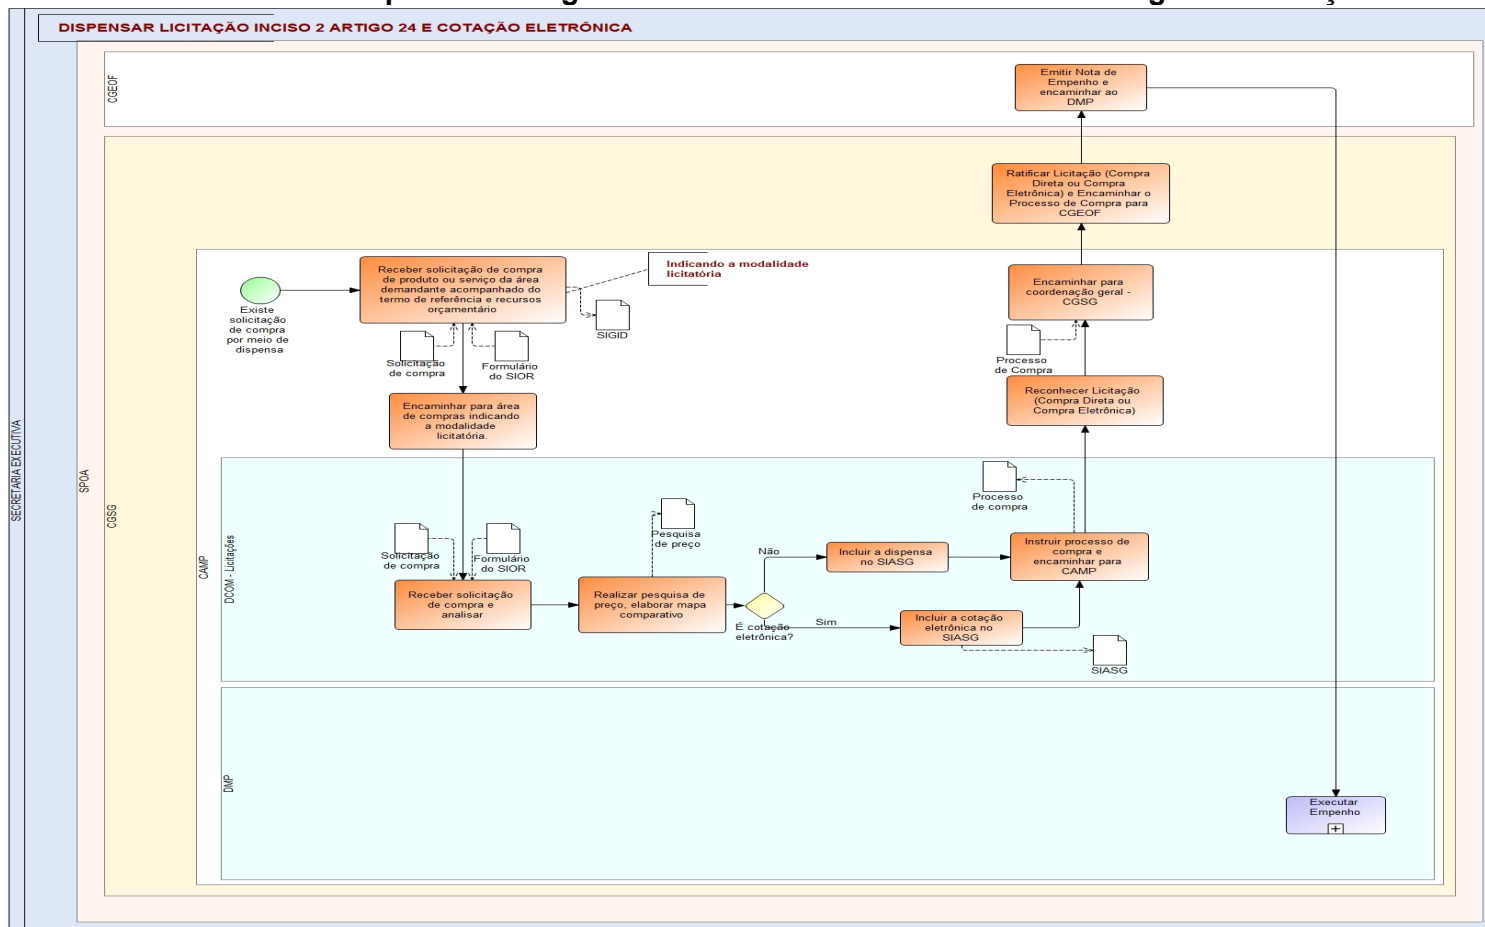 DISPENSAR LICITAÇÃO INCISO 2 ARTIGO 24 E COTAÇÃO ELETRÔNICA
SECRETARIA EXECUTIVA
SPOA
CGEOF
Emitir Nota de
Empenho e
encaminhar ao
DMP
CGSG
Ratificar Licitação (Compra
Direta ou Compra
Eletrônica) e Encaminhar o
Processo de Compra para
CGEOF
CAMP
Existe
solicitação
de compra
por meio de
dispensa
Receber solicitação de compra
de produto ou serviço da área
demandante acompanhado do
termo de referência e recursos
orçamentário
Indicando a modalidade
licitatória
SIGID
Solicitação
de compra
Formulário
do SIOR
Encaminhar para
coordenação geral -
CGSG
Processo
de Compra
Reconhecer Licitação
(Compra Direta ou
Compra Eletrônica)
Encaminhar para área
de compras indicando
a modalidade
licitatória.
DCOM - Licitações
Solicitação
de compra
Formulário
do SIOR
Receber solicitação
de compra e
analisar
Pesquisa
de preço
Realizar pesquisa de
preço, elaborar mapa
comparativo
É cotação
eletrônica?
Não
Incluir a dispensa
no SIASG
Sim
Incluir a cotação
eletrônica no
SIASG
SIASG
Processo
de compra
Instruir processo de
compra e
encaminhar para
CAMP
DMP
Executar
Empenho